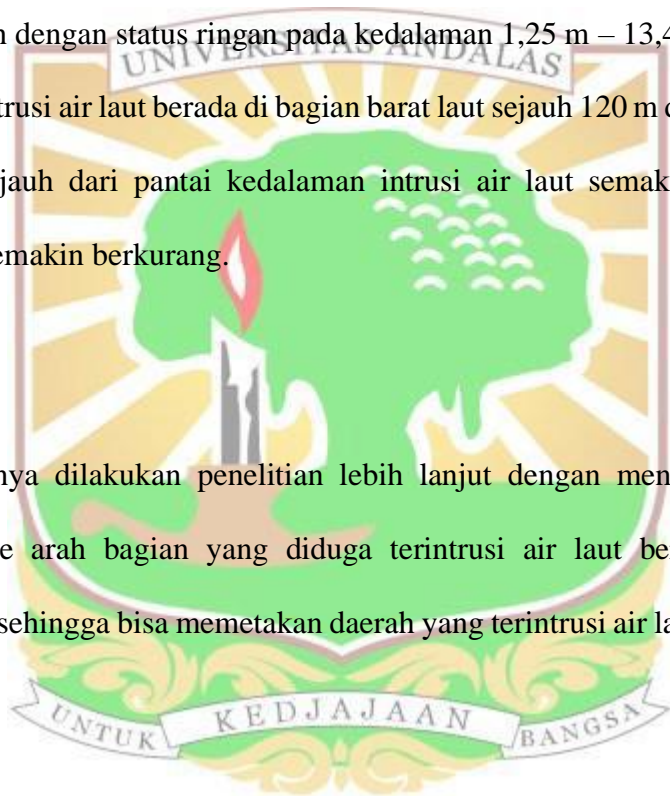 dengan status ringan pada kedalaman 1,25 m – 13,4
UNIVERSITAS ANDALAS
trusi air laut berada di bagian barat laut sejauh 120 m
jauh dari pantai kedalaman intrusi air laut semak
emakin berkurang.
nya dilakukan penelitian lebih lanjut dengan men
e arah bagian yang diduga terintrusi air laut be
sehingga bisa memetakan daerah yang terintrusi air la
UNTUK KEDJAJAAN BANGSA